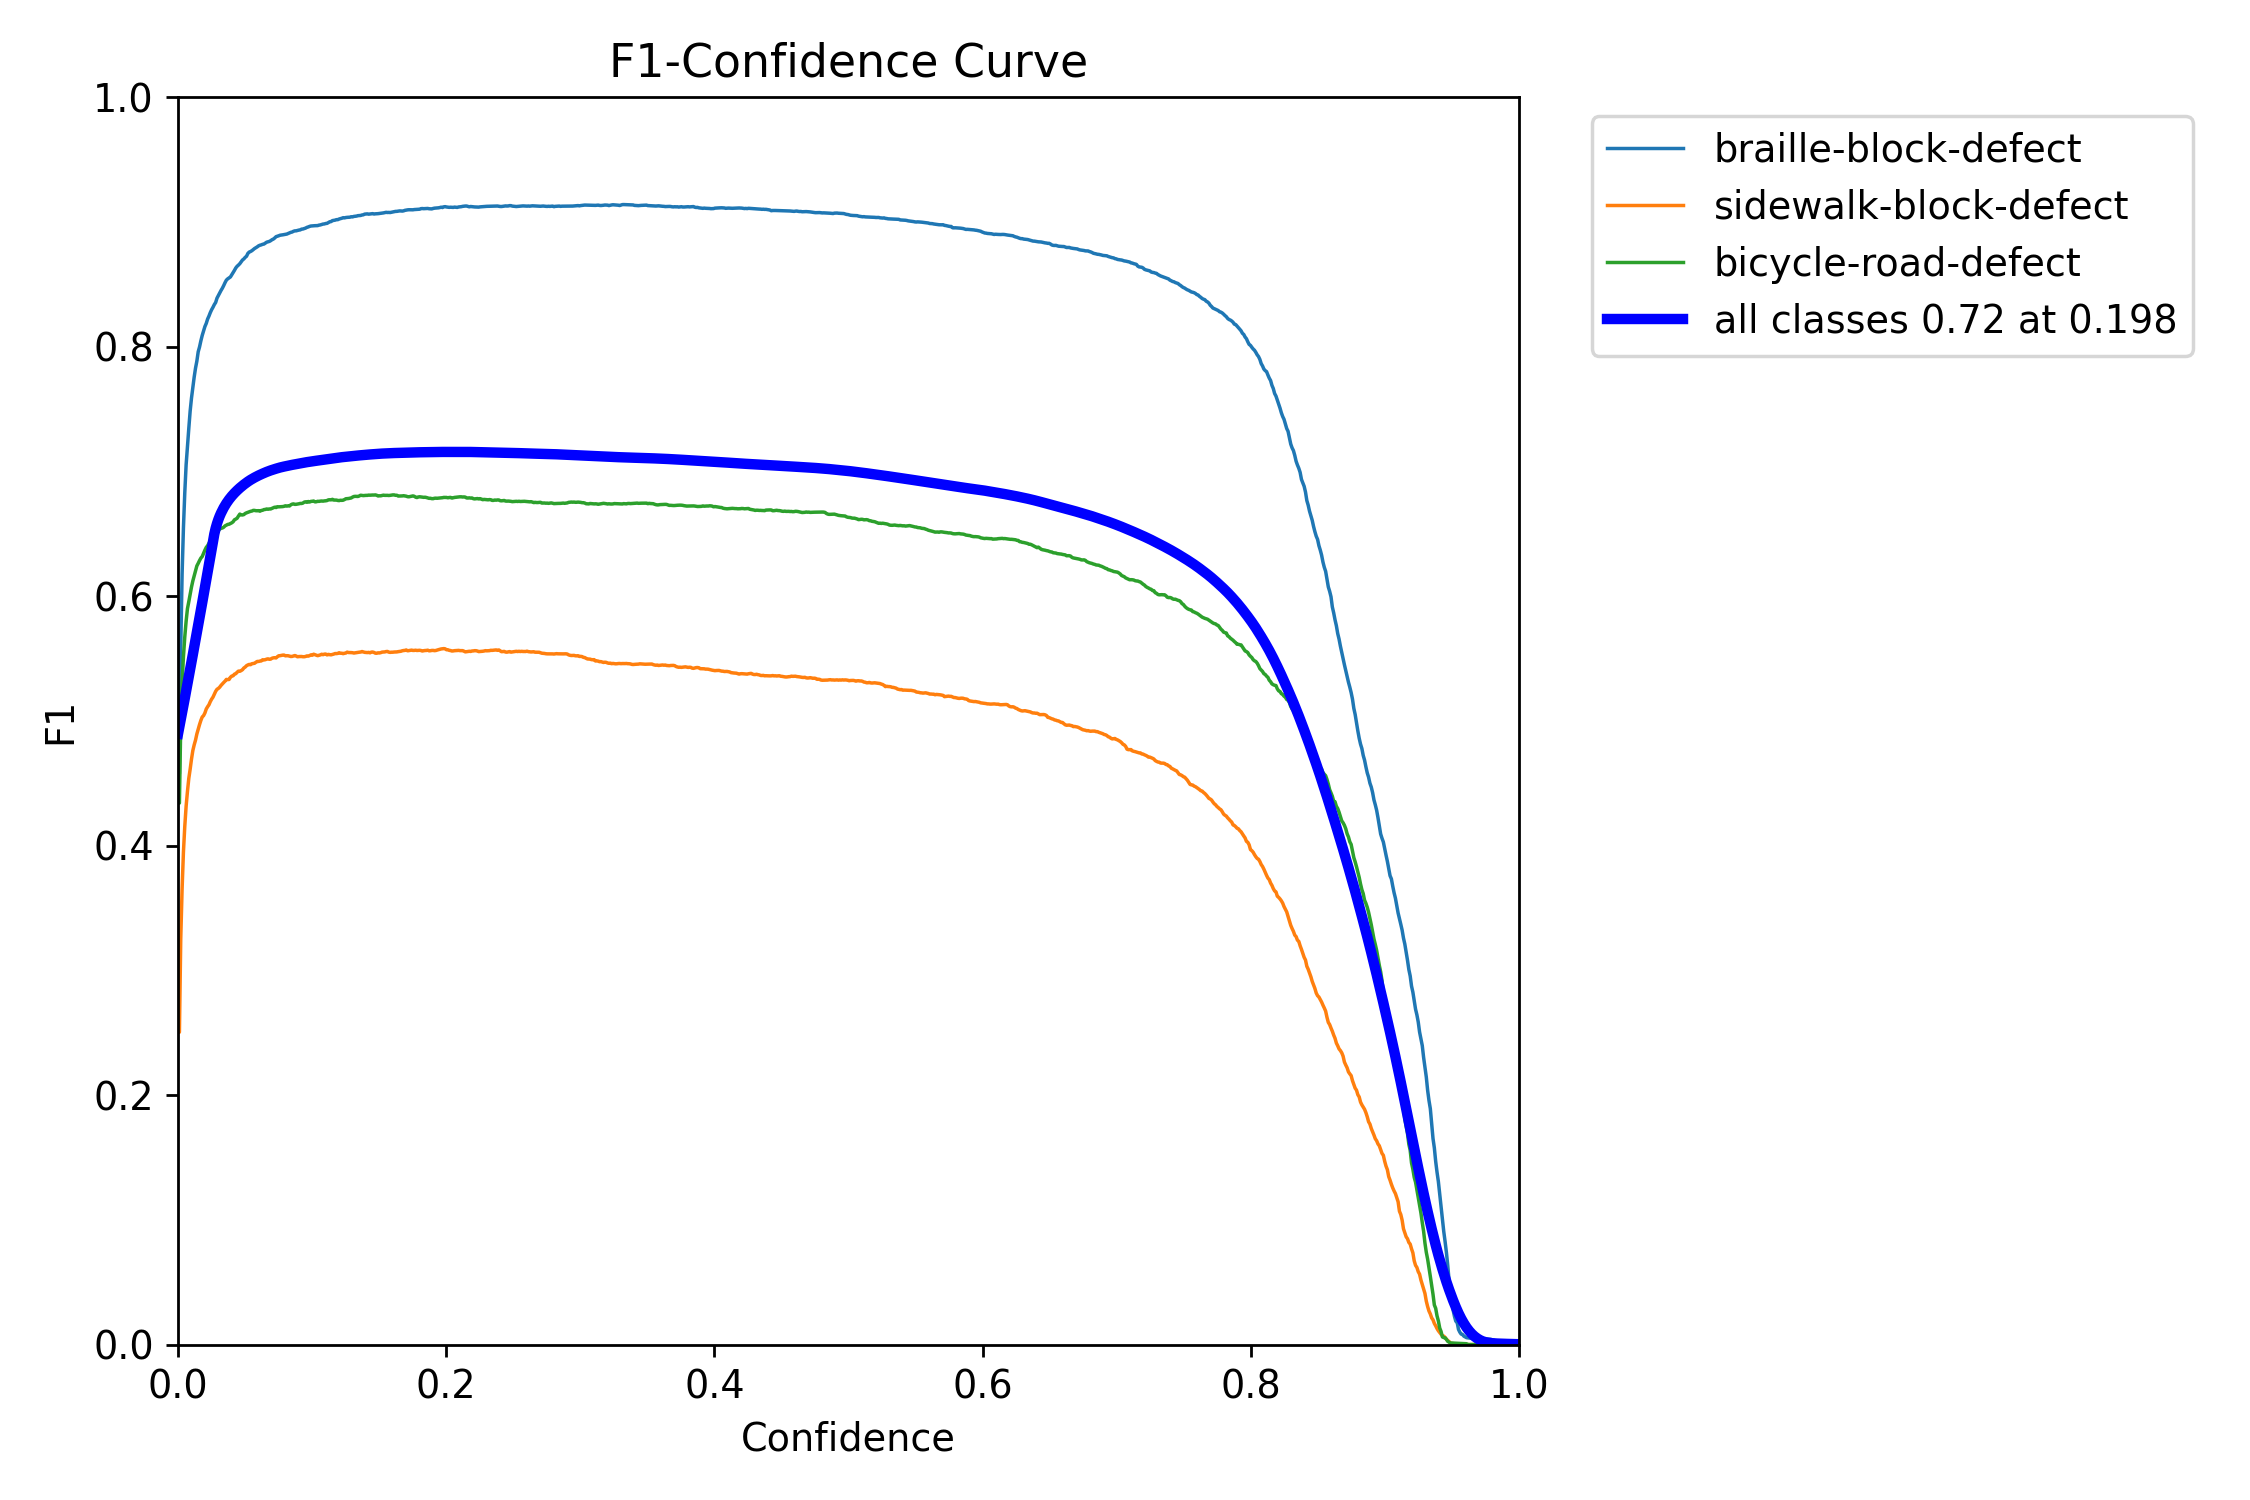 F1-Confidence Curve
1.0
0.8
0.6
0.4
0.2
0.0
F1
0.0 0.2 0.4 0.6 0.8 1.0
Confidence
braille-block-defect
sidewalk-block-defect
bicycle-road-defect
all classes 0.72 at 0.198